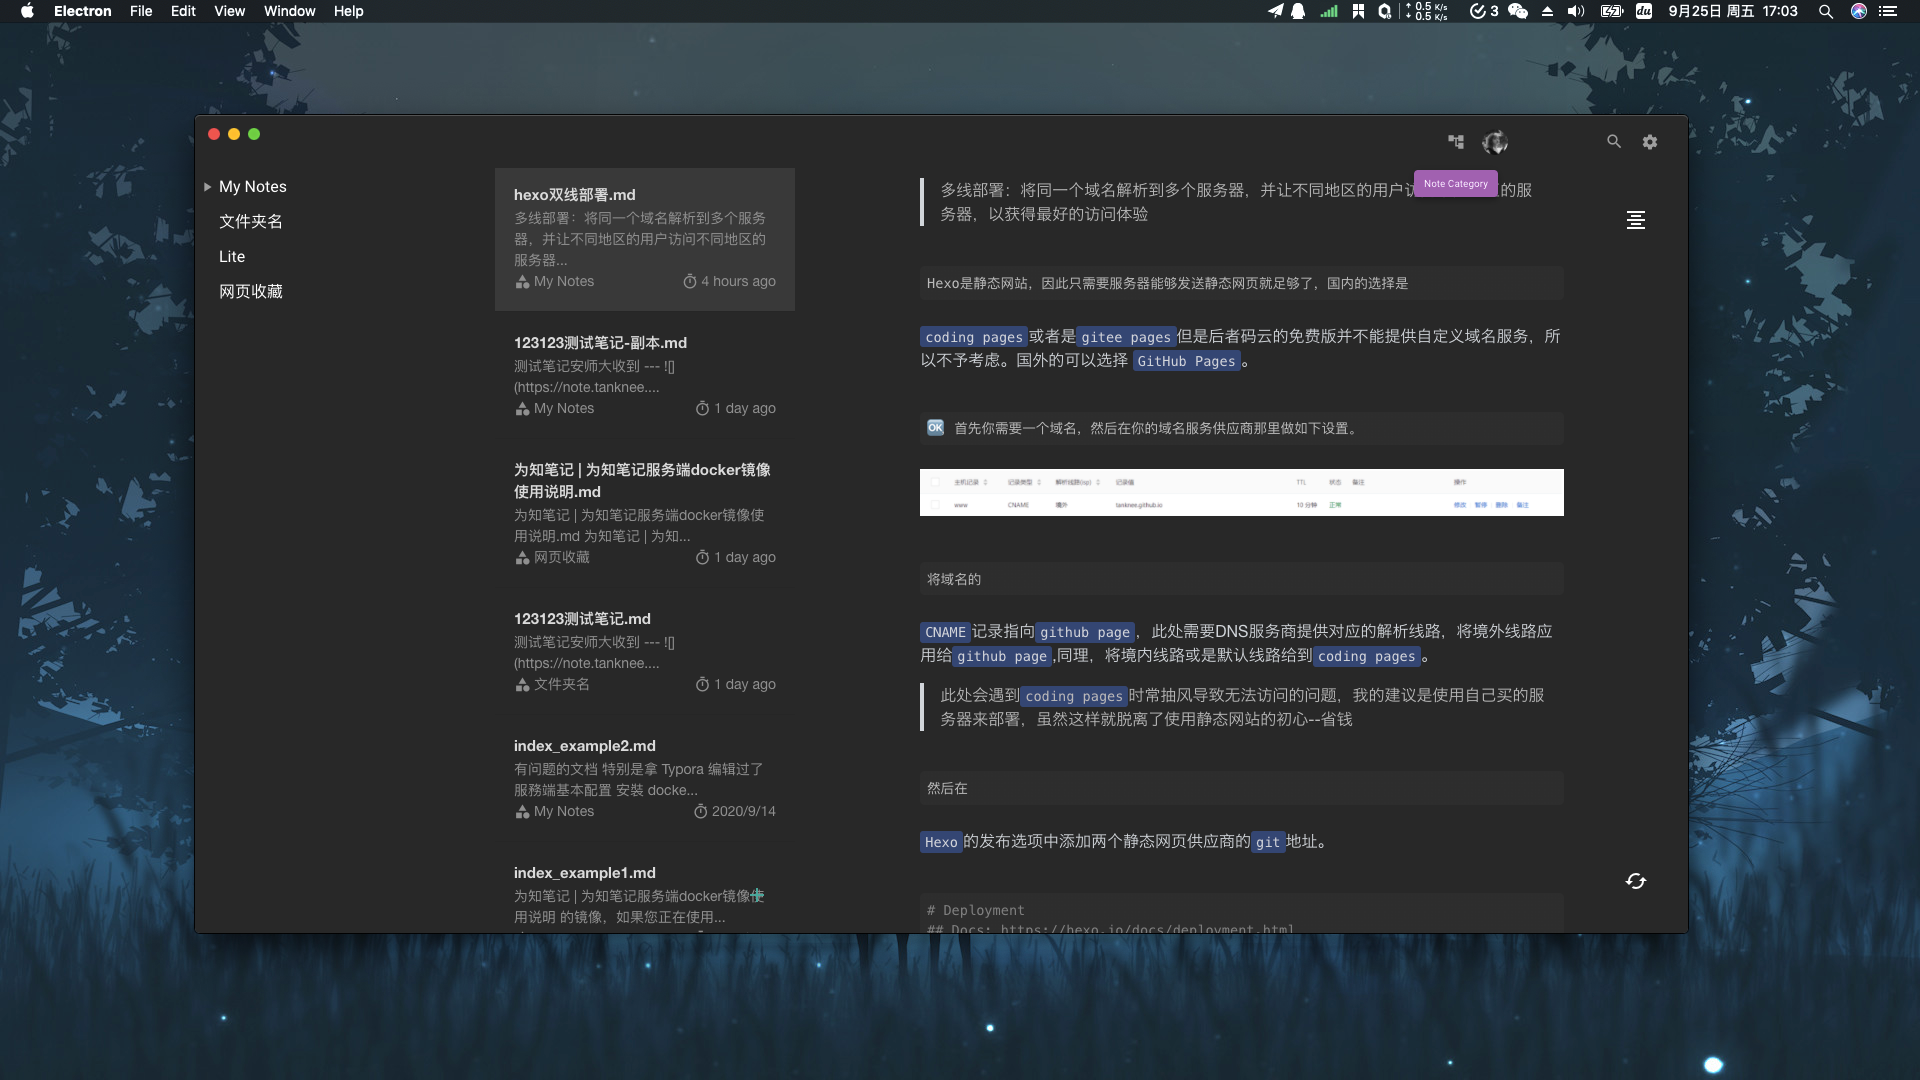 Electron File Edit View Window Help
0.5 K/s
0.5 K/s
3
du
9月25日 周五 17:03
My Notes
文件夹名
Lite
网页收藏
hexo双线部署.md
多线部署：将同一个域名解析到多个服务
器，并让不同地区的用户访问不同地区的
服务器...
My Notes 4 hours ago
123123测试笔记-副本.md
测试笔记安师大收到 --- ![]
(https://note.tanknee....
My Notes 1 day ago
为知笔记 | 为知笔记服务端docker镜像
使用说明.md
为知笔记 | 为知笔记服务端docker镜像使
用说明.md 为知笔记 | 为知...
网页收藏 1 day ago
123123测试笔记.md
测试笔记安师大收到 --- ![]
(https://note.tanknee....
文件夹名 1 day ago
index_example2.md
有问题的文档 特别是拿 Typora 编辑过了
服務端基本配置 安裝 docke...
My Notes 2020/9/14
index_example1.md
为知笔记 | 为知笔记服务端docker镜像使
用说明 的镜像，如果您正在使用...
Note Category
多线部署：将同一个域名解析到多个服务器，并让不同地区的用户访 的服
务器，以获得最好的访问体验
Hexo是静态网站，因此只需要服务器能够发送静态网页就足够了，国内的选择是
coding pages或者是gitee pages但是后者码云的免费版并不能提供自定义域名服务，所
以不予考虑。国外的可以选择 GitHub Pages。
OK 首先你需要一个域名，然后在你的域名服务供应商那里做如下设置。
主机记录 记录类型 解析线路(isp) 记录值 TTL 状态 备注 操作
www CNAME 境外 tanknee.github.io 10 分钟 正常 修改 暂停 删除 备注
将域名的
CNAME记录指向github page，此处需要DNS服务商提供对应的解析线路，将境外线路应
用给github page,同理，将境内线路或是默认线路给到coding pages。
此处会遇到coding pages时常抽风导致无法访问的问题，我的建议是使用自己买的服
务器来部署，虽然这样就脱离了使用静态网站的初心--省钱
然后在
Hexo的发布选项中添加两个静态网页供应商的git地址。
# Deployment
## Docs: https://hexo.io/docs/deployment.html